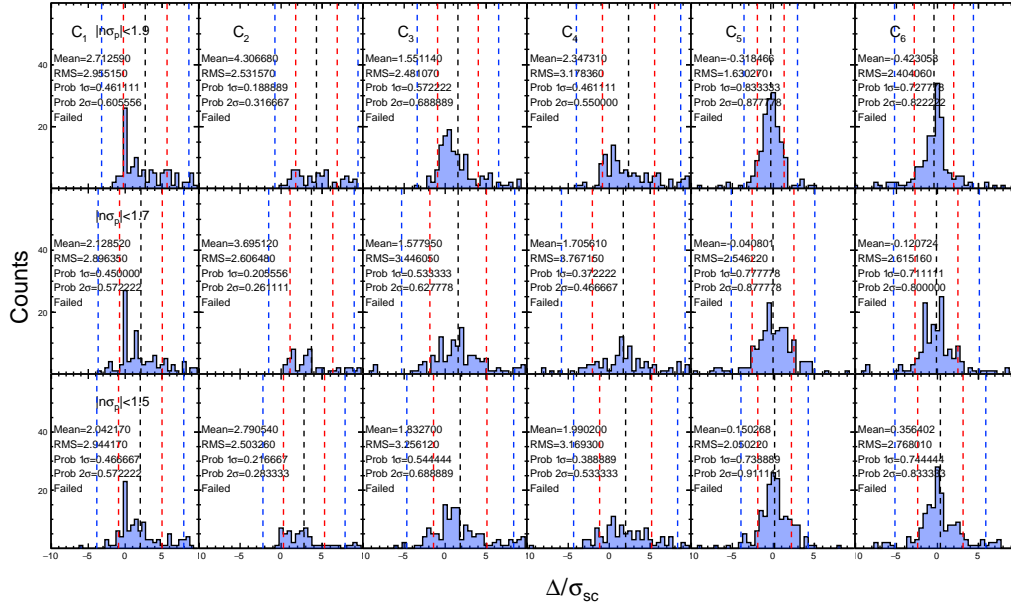 C1 |nσp|<1.9
Mean=2.712590
RMS=2.955150
Prob 1σ=0.461111
Prob 2σ=0.605556
Failed
C2
Mean=4.306680
RMS=2.531570
Prob 1σ=0.188889
Prob 2σ=0.316667
Failed
C3
Mean=1.551140
RMS=2.481070
Prob 1σ=0.572222
Prob 2σ=0.688889
Failed
C4
Mean=2.347310
RMS=3.178360
Prob 1σ=0.461111
Prob 2σ=0.550000
Failed
C5
Mean=-0.318466
RMS=1.630270
Prob 1σ=0.833333
Prob 2σ=0.877778
Failed
C6
Mean=-0.423058
RMS=2.404060
Prob 1σ=0.727778
Prob 2σ=0.822222
Failed
40
20
|nσp|<1.7
Mean=2.128520
RMS=2.896350
Prob 1σ=0.450000
Prob 2σ=0.572222
Failed
Mean=3.695120
RMS=2.606480
Prob 1σ=0.205556
Prob 2σ=0.261111
Failed
Mean=1.577950
RMS=3.446050
Prob 1σ=0.533333
Prob 2σ=0.627778
Failed
Mean=1.705610
RMS=3.767150
Prob 1σ=0.372222
Prob 2σ=0.466667
Failed
Mean=-0.040801
RMS=2.546220
Prob 1σ=0.777778
Prob 2σ=0.877778
Failed
Mean=-0.120724
RMS=2.615160
Prob 1σ=0.711111
Prob 2σ=0.800000
Failed
40
20
Counts
|nσp|<1.5
Mean=2.042170
RMS=2.944170
Prob 1σ=0.466667
Prob 2σ=0.572222
Failed
Mean=2.790540
RMS=2.503260
Prob 1σ=0.216667
Prob 2σ=0.283333
Failed
Mean=1.832700
RMS=3.256120
Prob 1σ=0.544444
Prob 2σ=0.688889
Failed
Mean=1.990200
RMS=3.169300
Prob 1σ=0.388889
Prob 2σ=0.533333
Failed
Mean=0.150268
RMS=2.050220
Prob 1σ=0.738889
Prob 2σ=0.911111
Failed
Mean=0.356402
RMS=2.768010
Prob 1σ=0.744444
Prob 2σ=0.833333
Failed
40
20
−10 −5 0 5 10 −5 0 5 10 −5 0 5 10 −5 0 5 10 −5 0 5 10 −5 0 5
Δ/σsc